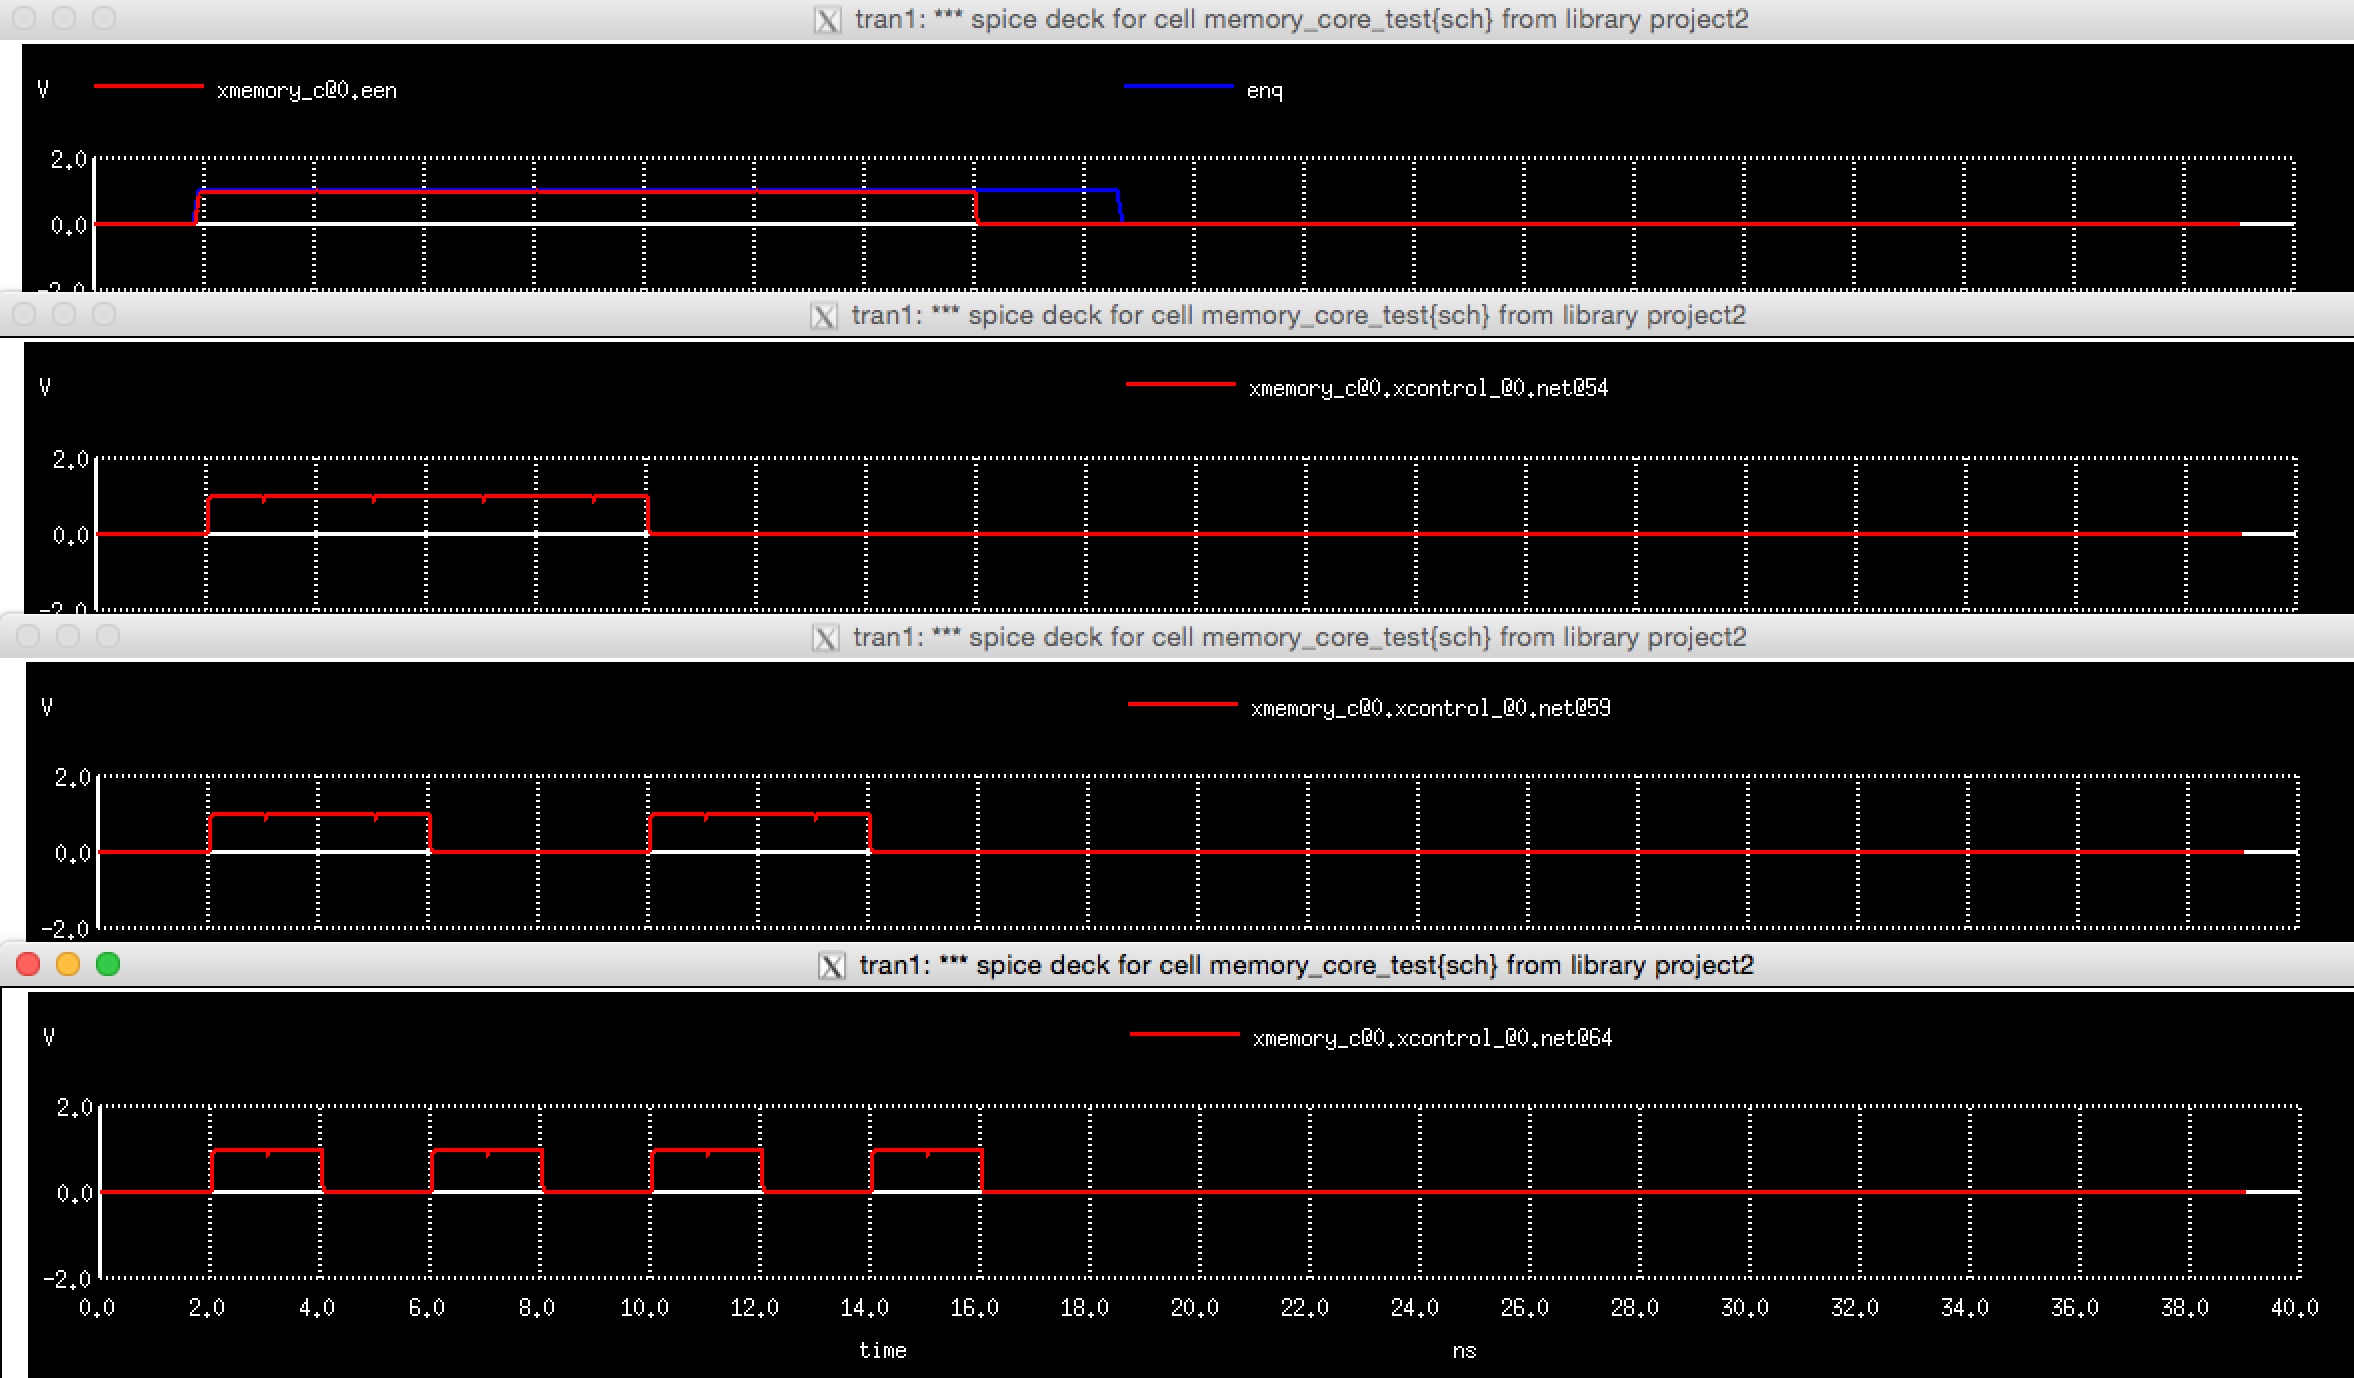 tran1: *** spice deck for cell memory_core_test{sch} from library project2
V xmemory_c@0.een enq
2.0
0.0
-2.0
tran1: *** spice deck for cell memory_core_test{sch} from library project2
V xmemory_c@0.xcontrol_@0.net@54
2.0
0.0
-2.0
tran1: *** spice deck for cell memory_core_test{sch} from library project2
V xmemory_c@0.xcontrol_@0.net@59
2.0
0.0
-2.0
tran1: *** spice deck for cell memory_core_test{sch} from library project2
V xmemory_c@0.xcontrol_@0.net@64
2.0
0.0
-2.0
0.0 2.0 4.0 6.0 8.0 10.0 12.0 14.0 16.0 18.0 20.0 22.0 24.0 26.0 28.0 30.0 32.0 34.0 36.0 38.0 40.0
time ns